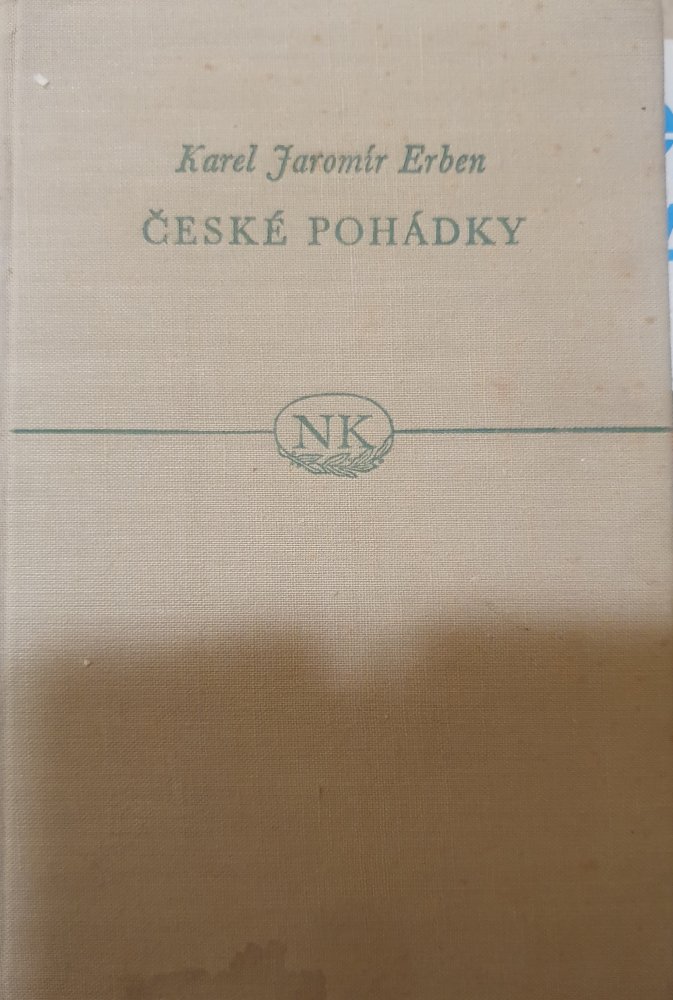 Karel Jaromír Erben
ČESKÉ POHÁDKY
NK